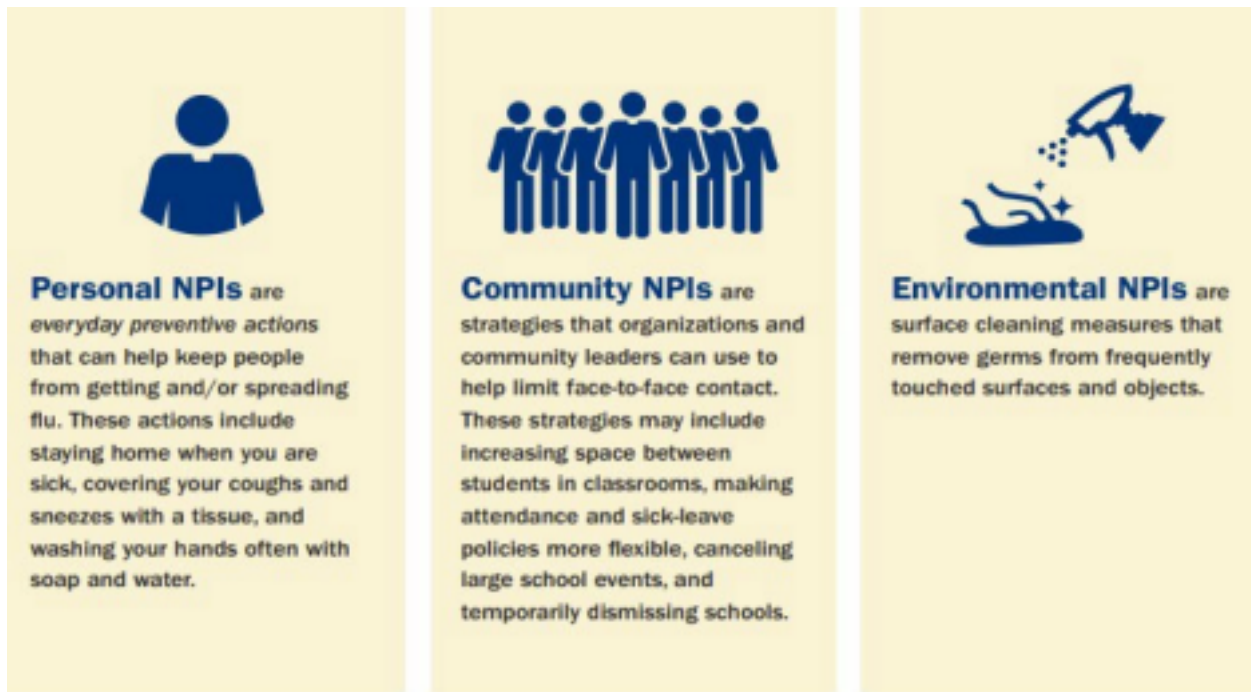 Personal NPIs are
everyday preventive actions
that can help keep people
from getting and/or spreading
flu. These actions include
staying home when you are
sick, covering your coughs and
sneezes with a tissue, and
washing your hands often with
soap and water.
Community NPIs are
strategies that organizations and
community leaders can use to
help limit face-to-face contact.
These strategies may include
increasing space between
students in classrooms, making
attendance and sick-leave
policies more flexible, canceling
large school events, and
temporarily dismissing schools.
Environmental NPIs are
surface cleaning measures that
remove germs from frequently
touched surfaces and objects.